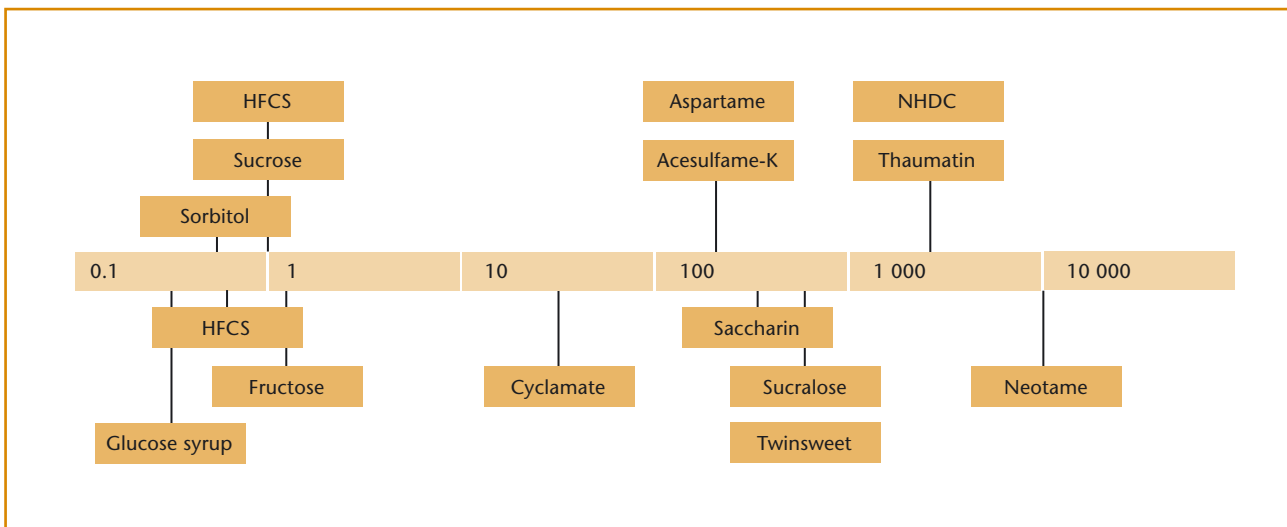 HFCS Aspartame NHDC
Sucrose Acesulfame-K Thaumatin
Sorbitol
0.1 1 10 100 1 000 10 000
HFCS Saccharin
Fructose Cyclamate Sucralose Neotame
Glucose syrup Twinsweet